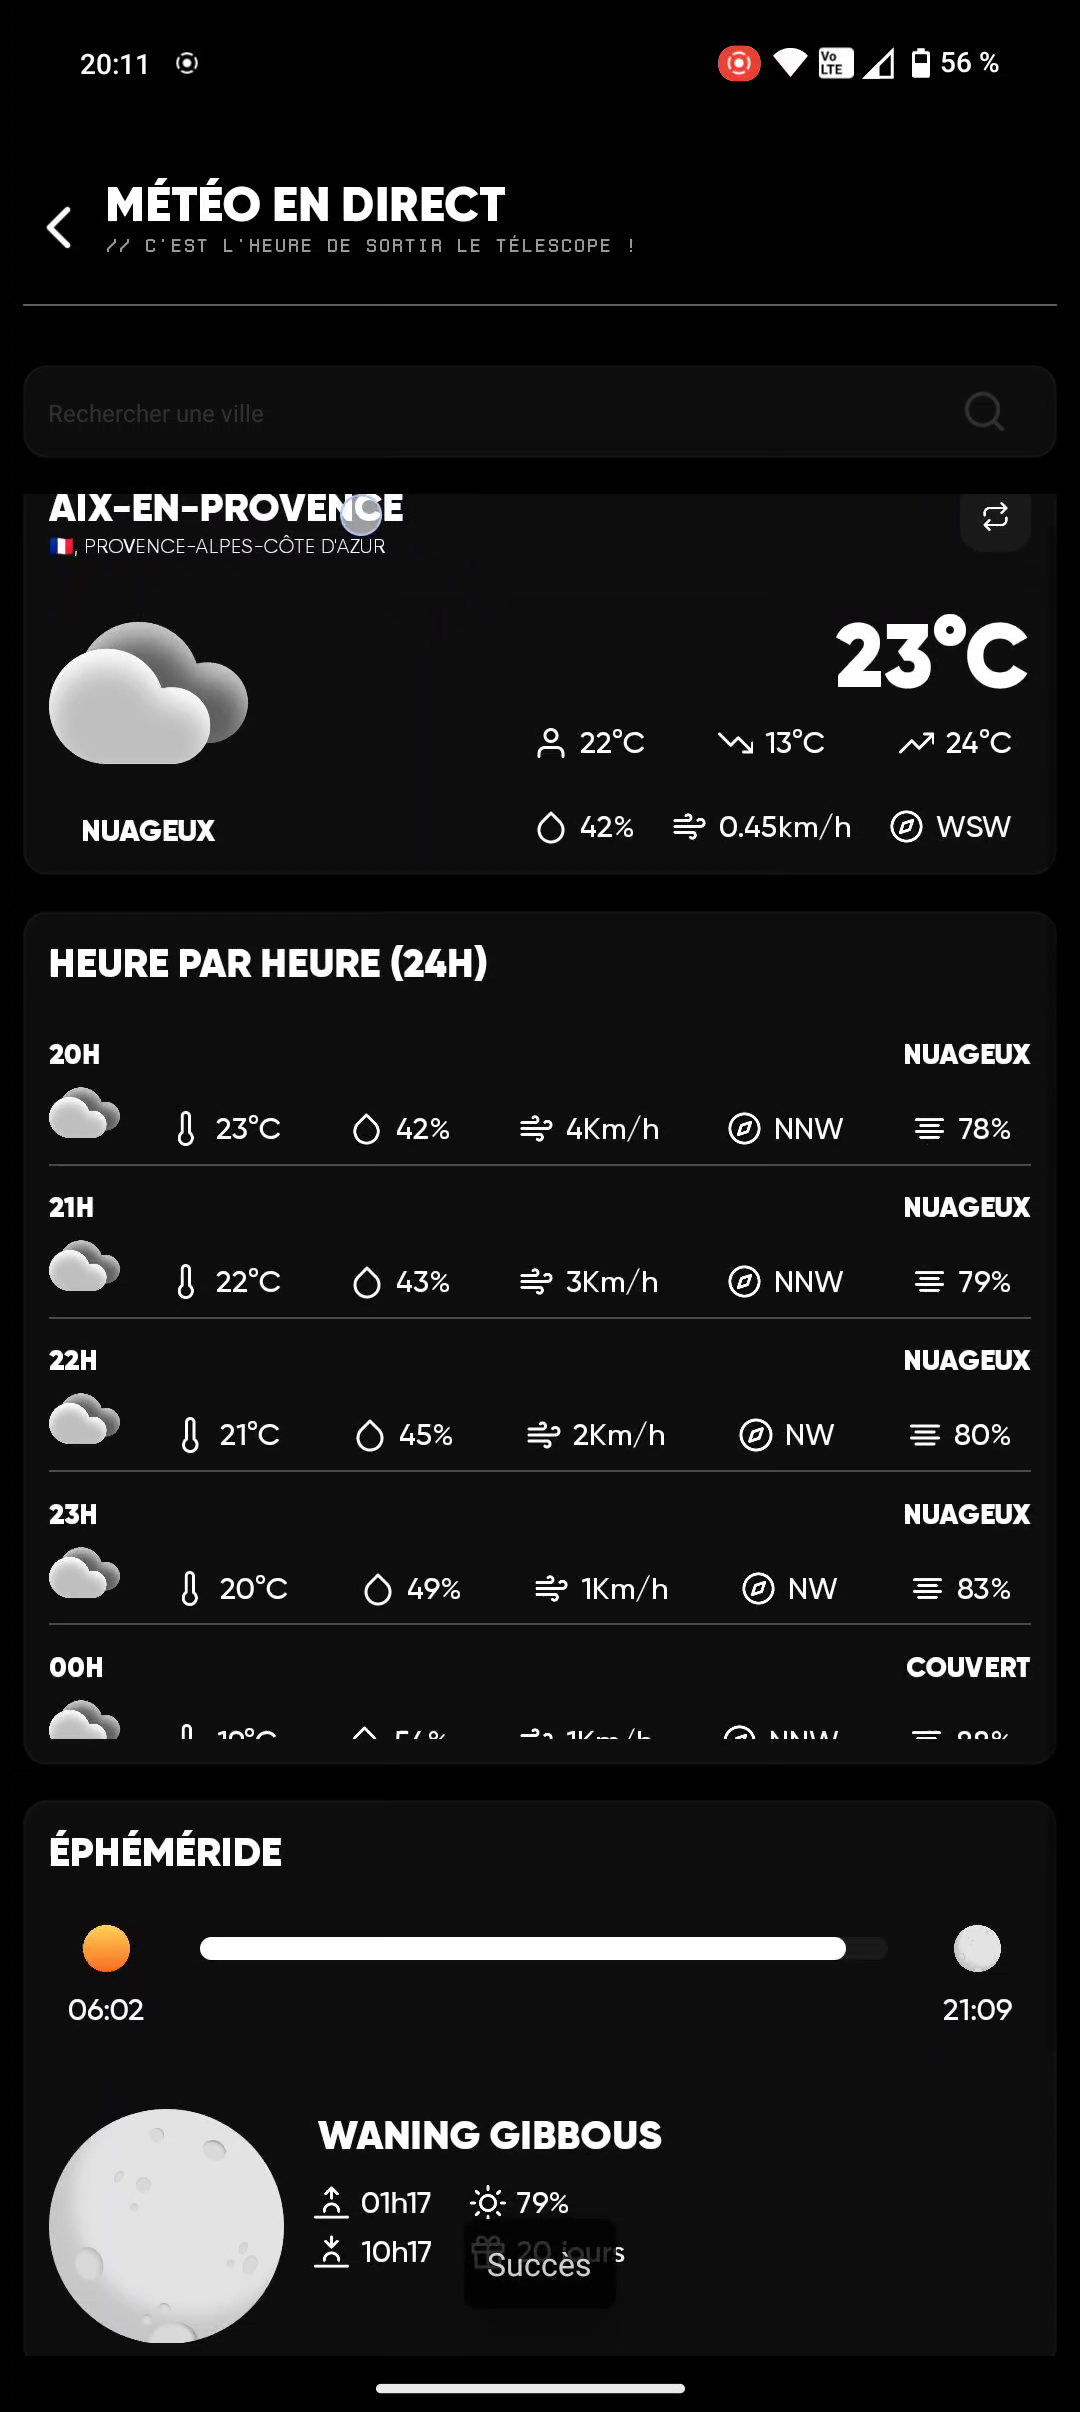 20:11
Vo LTE
56 %
MÉTÉO EN DIRECT
// C'EST L'HEURE DE SORTIR LE TÉLESCOPE !
Rechercher une ville
AIX-EN-PROVENCE
🇫🇷, PROVENCE-ALPES-CÔTE D'AZUR
23°C
22°C 13°C 24°C
NUAGEUX
42% 0.45km/h WSW
HEURE PAR HEURE (24H)
20H NUAGEUX
23°C 42% 4Km/h NNW 78%
21H NUAGEUX
22°C 43% 3Km/h NNW 79%
22H NUAGEUX
21°C 45% 2Km/h NW 80%
23H NUAGEUX
20°C 49% 1Km/h NW 83%
00H COUVERT
1Km/h NNW
ÉPHÉMÉRIDE
06:02 21:09
WANING GIBBOUS
01h17 79%
10h17 20 jours
Succès